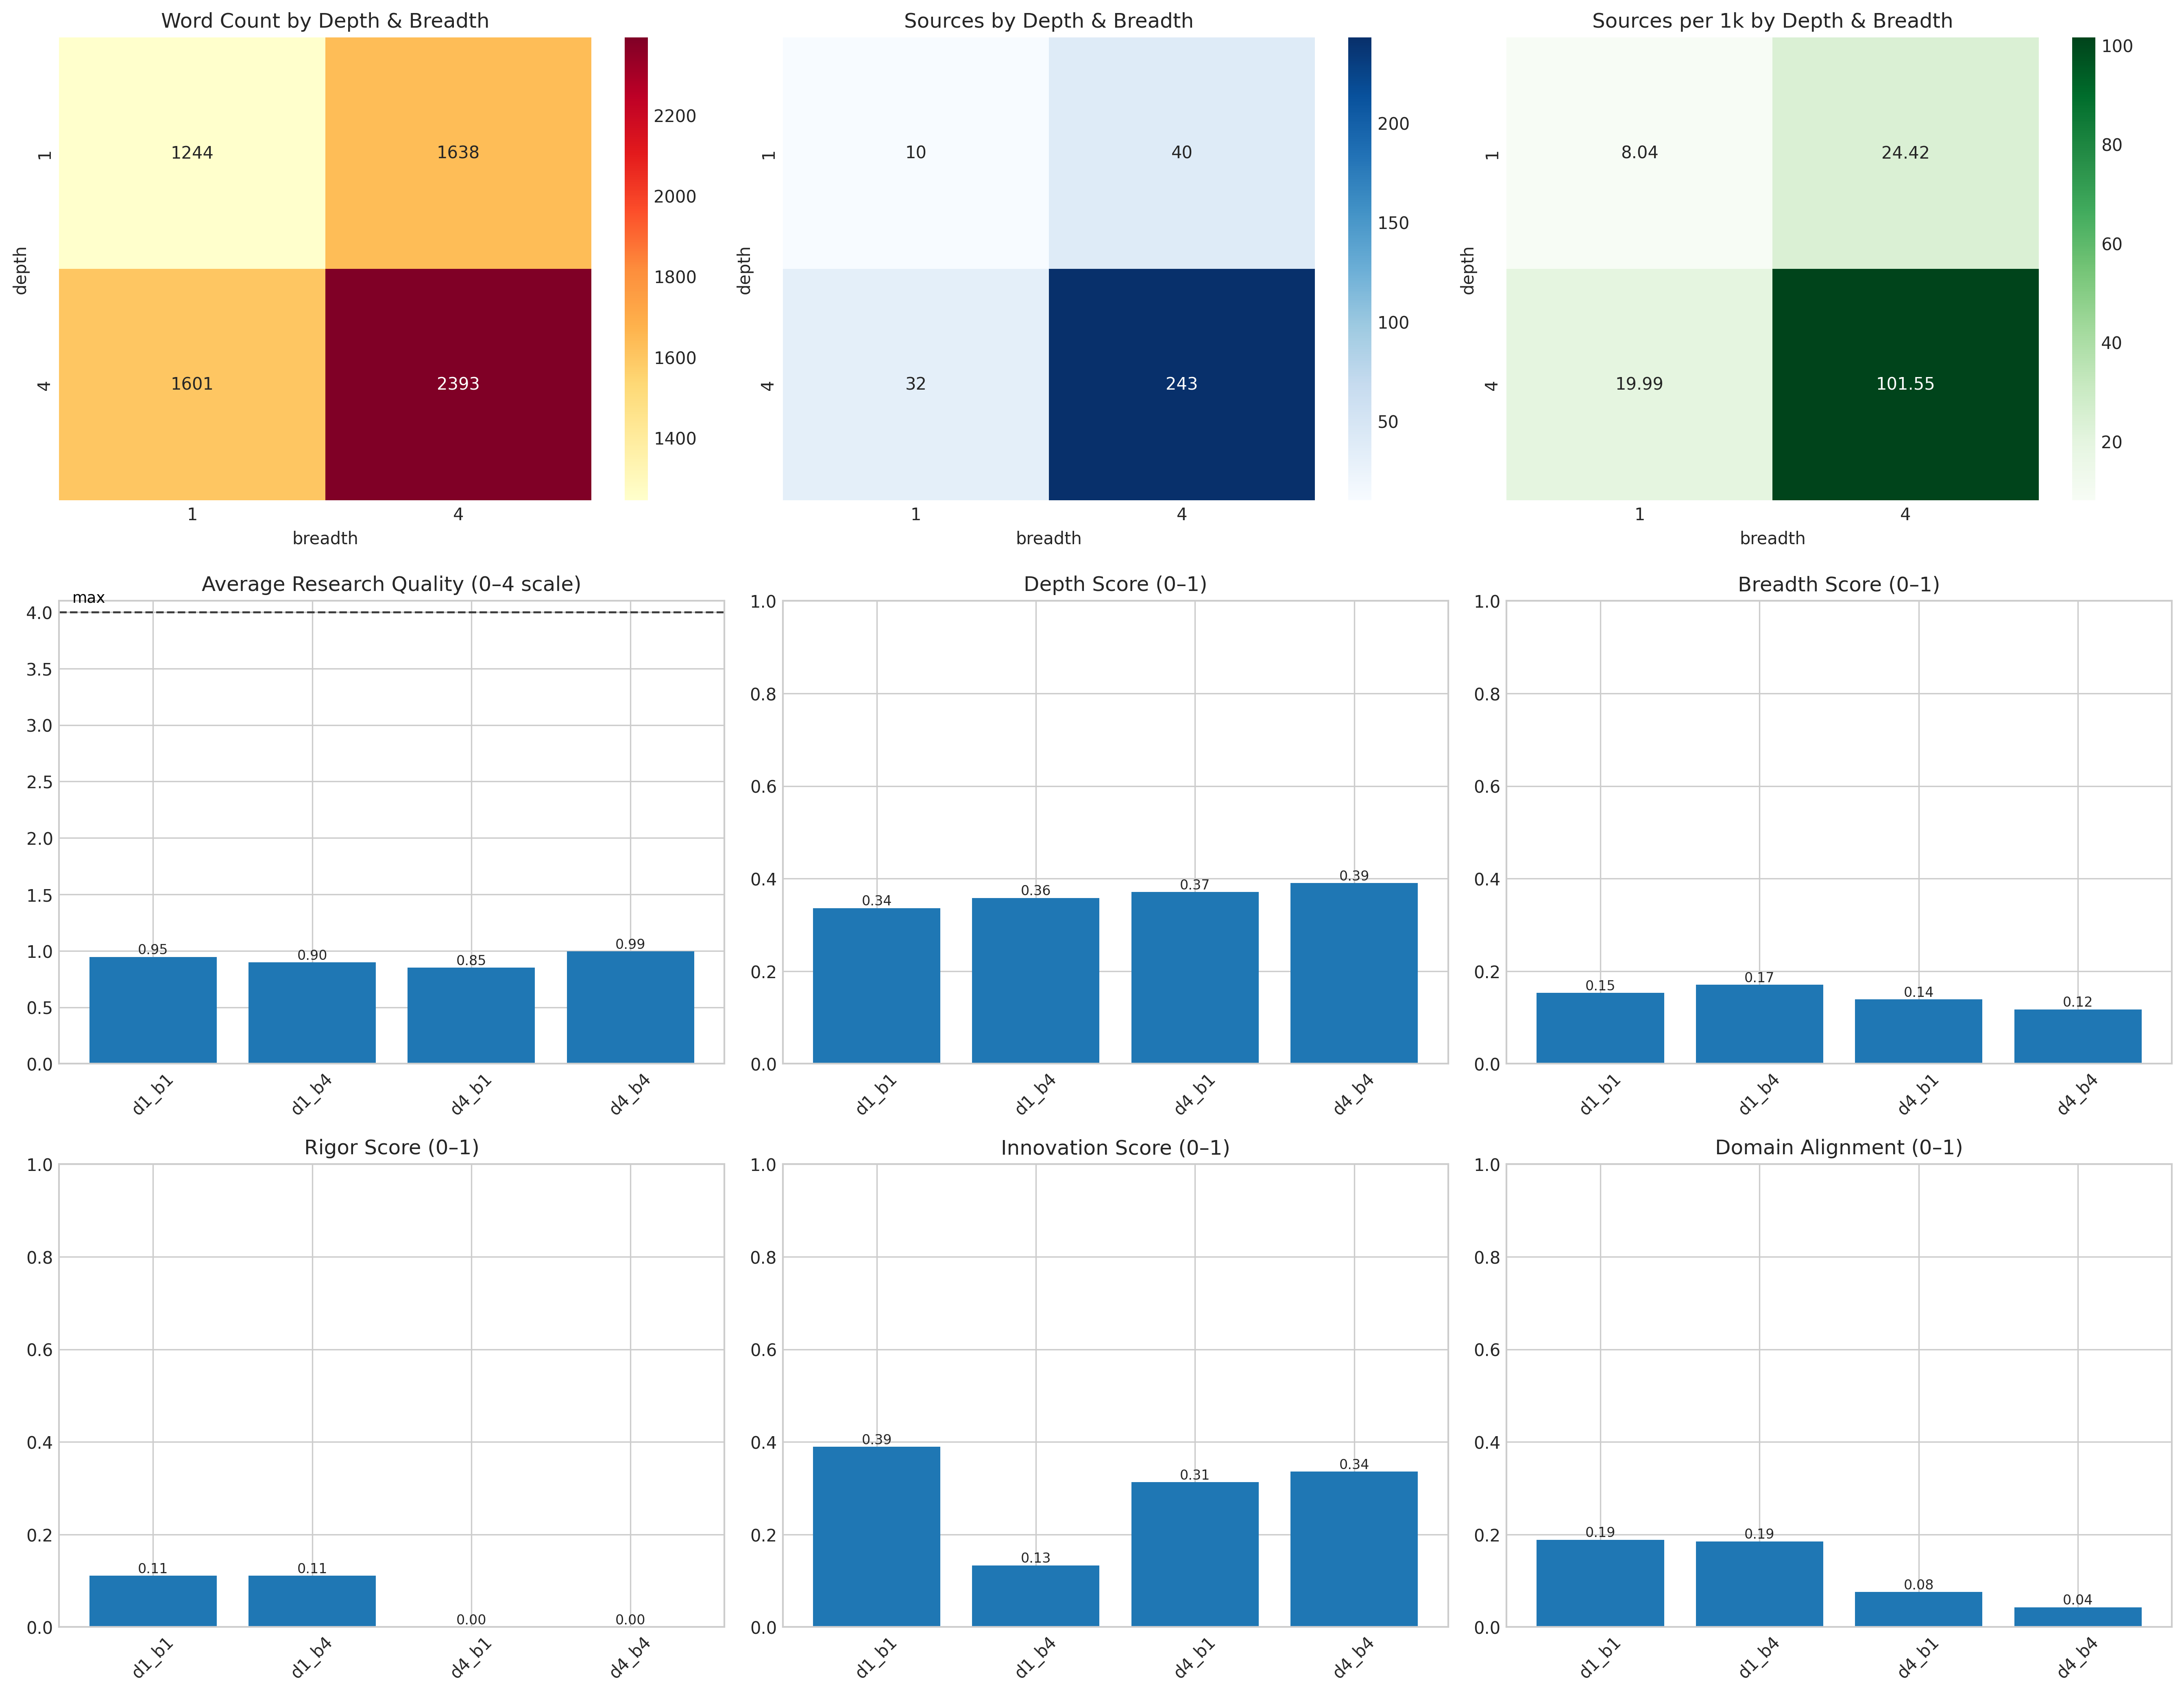 Word Count by Depth & Breadth
1244
1638
1601
2393
1
4
depth
1
4
breadth
2200
2000
1800
1600
1400
Sources by Depth & Breadth
10
40
32
243
1
4
depth
1
4
breadth
200
150
100
50
Sources per 1k by Depth & Breadth
8.04
24.42
19.99
101.55
1
4
depth
1
4
breadth
100
80
60
40
20
Average Research Quality (0–4 scale)
max
4.0
3.5
3.0
2.5
2.0
1.5
1.0
0.5
0.0
0.95
0.90
0.85
0.99
d1_b1
d1_b4
d4_b1
d4_b4
Depth Score (0–1)
1.0
0.8
0.6
0.4
0.2
0.0
0.34
0.36
0.37
0.39
d1_b1
d1_b4
d4_b1
d4_b4
Breadth Score (0–1)
1.0
0.8
0.6
0.4
0.2
0.0
0.15
0.17
0.14
0.12
d1_b1
d1_b4
d4_b1
d4_b4
Rigor Score (0–1)
1.0
0.8
0.6
0.4
0.2
0.0
0.11
0.11
0.00
0.00
d1_b1
d1_b4
d4_b1
d4_b4
Innovation Score (0–1)
1.0
0.8
0.6
0.4
0.2
0.0
0.39
0.13
0.31
0.34
d1_b1
d1_b4
d4_b1
d4_b4
Domain Alignment (0–1)
1.0
0.8
0.6
0.4
0.2
0.0
0.19
0.19
0.08
0.04
d1_b1
d1_b4
d4_b1
d4_b4